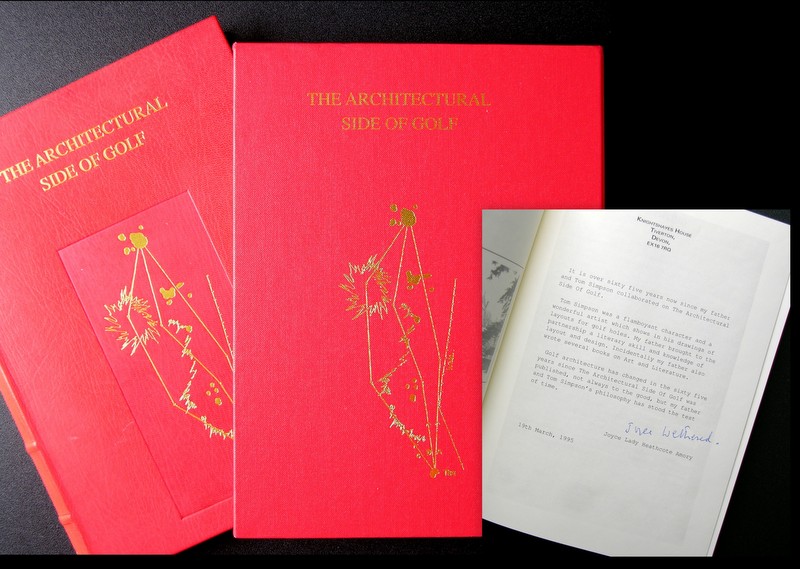 THE ARCHITECTURAL
SIDE OF GOLF
THE ARCHITECTURAL
SIDE OF GOLF
KNIGHTSHAYES HOUSE
TIVERTON,
DEVON,
EX16 7RG
It is over sixty five years now since my father
and Tom Simpson collaborated on The Architectural
Side Of Golf.
Tom Simpson was a flamboyant character and a
wonderful artist which shows in his drawings of
layouts for golf holes. My father brought to the
partnership a literary skill and knowledge of
layout and design. Incidentally my father also
wrote several books on Art and Literature.
Golf architecture has changed in the sixty five
years since The Architectural Side Of Golf was
published, not always to the good, but my father
and Tom Simpson's philosophy has stood the test
of time.
Joyce Wethered.
19th March, 1995
Joyce Lady Heathcote Amory